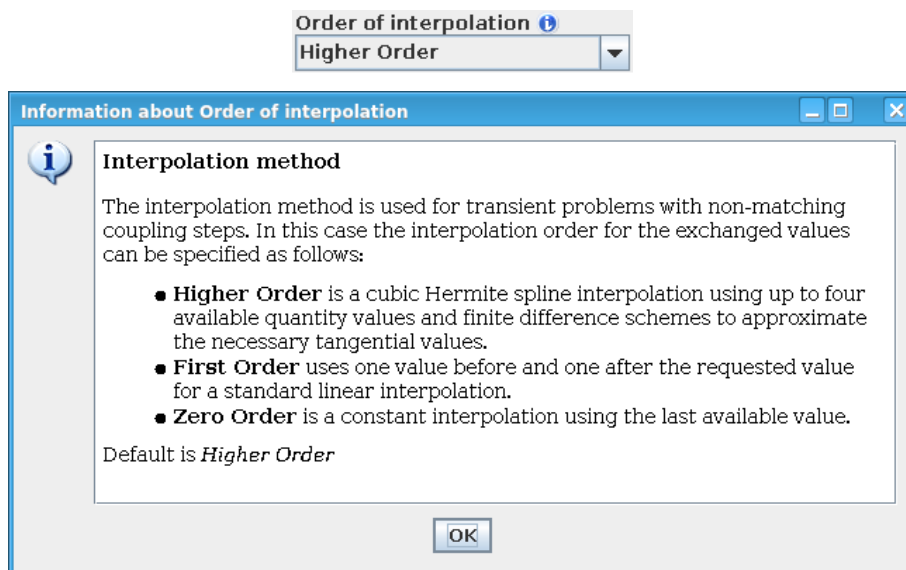 Order of interpolation
Higher Order
Information about Order of interpolation
Interpolation method
The interpolation method is used for transient problems with non-matching
coupling steps. In this case the interpolation order for the exchanged values
can be specified as follows:
● Higher Order is a cubic Hermite spline interpolation using up to four
available quantity values and finite difference schemes to approximate
the necessary tangential values.
● First Order uses one value before and one after the requested value
for a standard linear interpolation.
● Zero Order is a constant interpolation using the last available value.
Default is Higher Order
OK